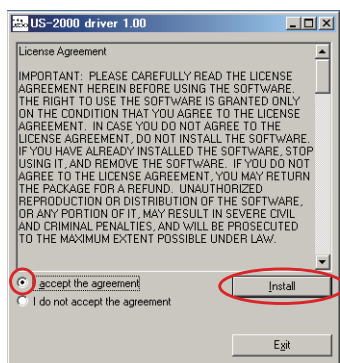 US-2000 driver 1.00
License Agreement
IMPORTANT: PLEASE CAREFULLY READ THE LICENSE
AGREEMENT HEREIN BEFORE USING THE SOFTWARE.
THE RIGHT TO USE THE SOFTWARE IS GRANTED ONLY
ON THE CONDITION THAT YOU AGREE TO THE LICENSE
AGREEMENT. IN CASE YOU DO NOT AGREE TO THE
LICENSE AGREEMENT, DO NOT INSTALL THE SOFTWARE.
IF YOU HAVE ALREADY INSTALLED THE SOFTWARE, STOP
USING IT, AND REMOVE THE SOFTWARE. IF YOU DO NOT
AGREE TO THE LICENSE AGREEMENT, YOU MAY RETURN
THE PACKAGE FOR A REFUND. UNAUTHORIZED
REPRODUCTION OR DISTRIBUTION OF THE SOFTWARE,
OR ANY PORTION OF IT, MAY RESULT IN SEVERE CIVIL
AND CRIMINAL PENALTIES, AND WILL BE PROSECUTED
TO THE MAXIMUM EXTENT POSSIBLE UNDER LAW.
I accept the agreement
Install
I do not accept the agreement
Exit